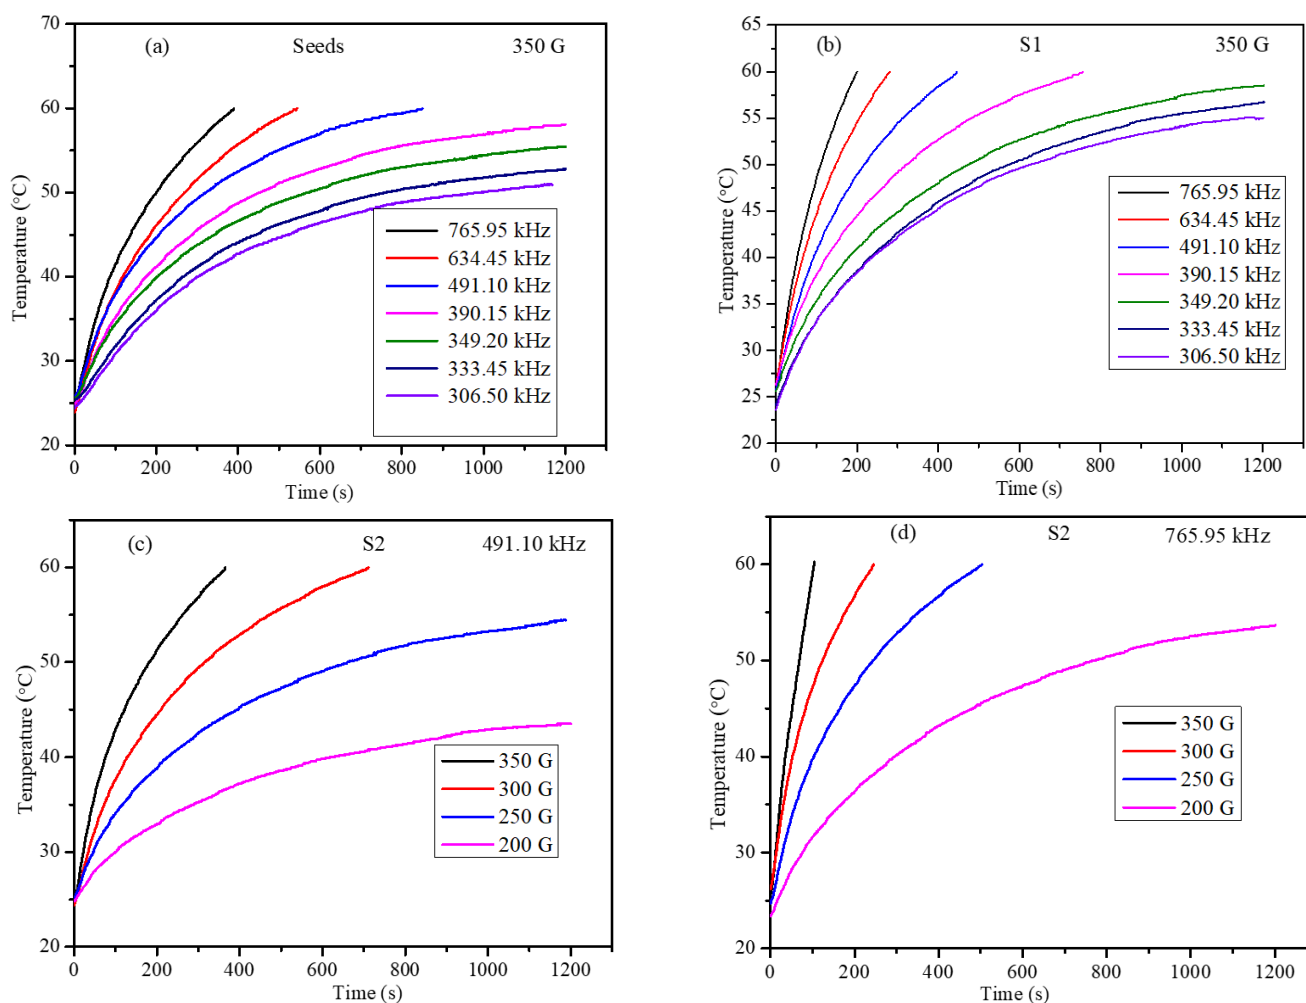 (a) Seeds 350 G
Temperature (°C)
70
60
50
40
30
20
765.95 kHz
634.45 kHz
491.10 kHz
390.15 kHz
349.20 kHz
333.45 kHz
306.50 kHz
0 200 400 600 800 1000 1200
Time (s)
(b) S1 350 G
Temperature (°C)
65
60
55
50
45
40
35
30
25
20
765.95 kHz
634.45 kHz
491.10 kHz
390.15 kHz
349.20 kHz
333.45 kHz
306.50 kHz
0 200 400 600 800 1000 1200
Time (s)
(c) S2 491.10 kHz
Temperature (°C)
60
50
40
30
20
350 G
300 G
250 G
200 G
0 200 400 600 800 1000 1200
Time (s)
(d) S2 765.95 kHz
Temperature (°C)
60
50
40
30
20
350 G
300 G
250 G
200 G
0 200 400 600 800 1000 1200
Time (s)